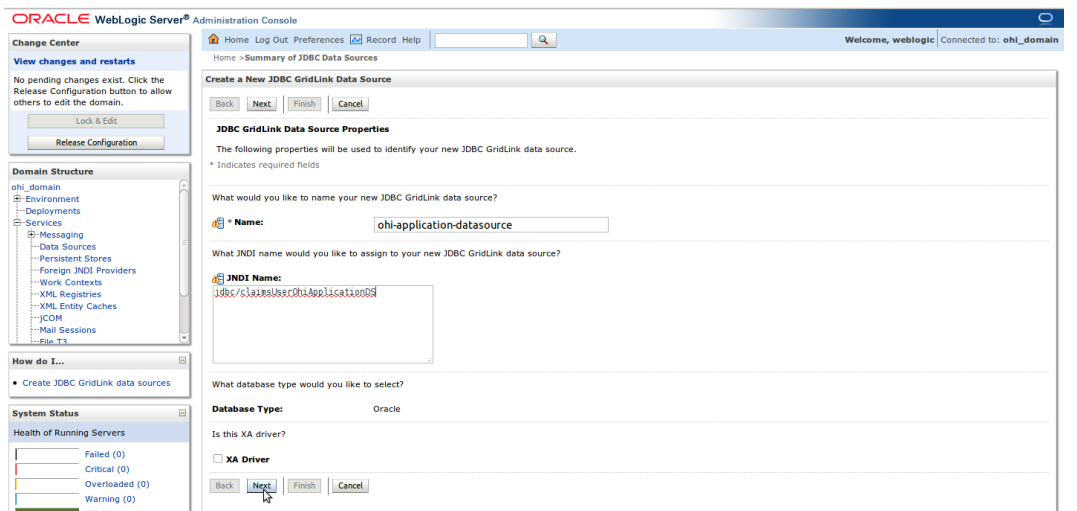 ORACLE WebLogic Server® Administration Console
Change Center
View changes and restarts
No pending changes exist. Click the
Release Configuration button to allow
others to edit the domain.
Lock & Edit
Release Configuration
Domain Structure
ohi_domain
Environment
Deployments
Services
Messaging
Data Sources
Persistent Stores
Foreign JNDI Providers
Work Contexts
XML Registries
XML Entity Caches
jCOM
Mail Sessions
File T3
How do I...
Create JDBC GridLink data sources
System Status
Health of Running Servers
Failed (0)
Critical (0)
Overloaded (0)
Warning (0)
Home Log Out Preferences Record Help
Welcome, weblogic Connected to: ohi_domain
Home >Summary of JDBC Data Sources
Create a New JDBC GridLink Data Source
Back Next Finish Cancel
JDBC GridLink Data Source Properties
The following properties will be used to identify your new JDBC GridLink data source.
* Indicates required fields
What would you like to name your new JDBC GridLink data source?
* Name: ohi-application-datasource
What JNDI name would you like to assign to your new JDBC GridLink data source?
JNDI Name:
jdbc/claimsUserOhiApplicationDS
What database type would you like to select?
Database Type: Oracle
Is this XA driver?
XA Driver
Back Next Finish Cancel